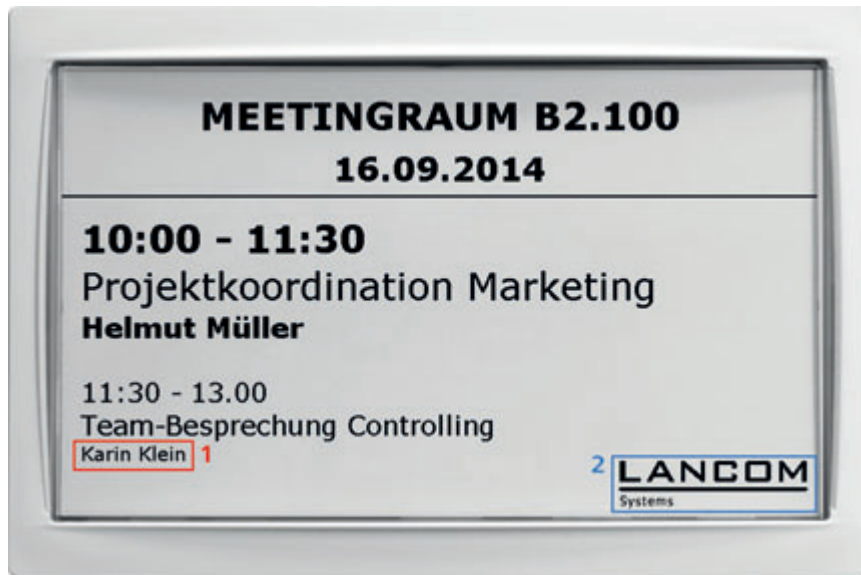 MEETINGRAUM B2.100
16.09.2014
10:00 - 11:30
Projektkoordination Marketing
Helmut Müller
11:30 - 13.00
Team-Besprechung Controlling
Karin Klein 1
2 LANCOM
Systems